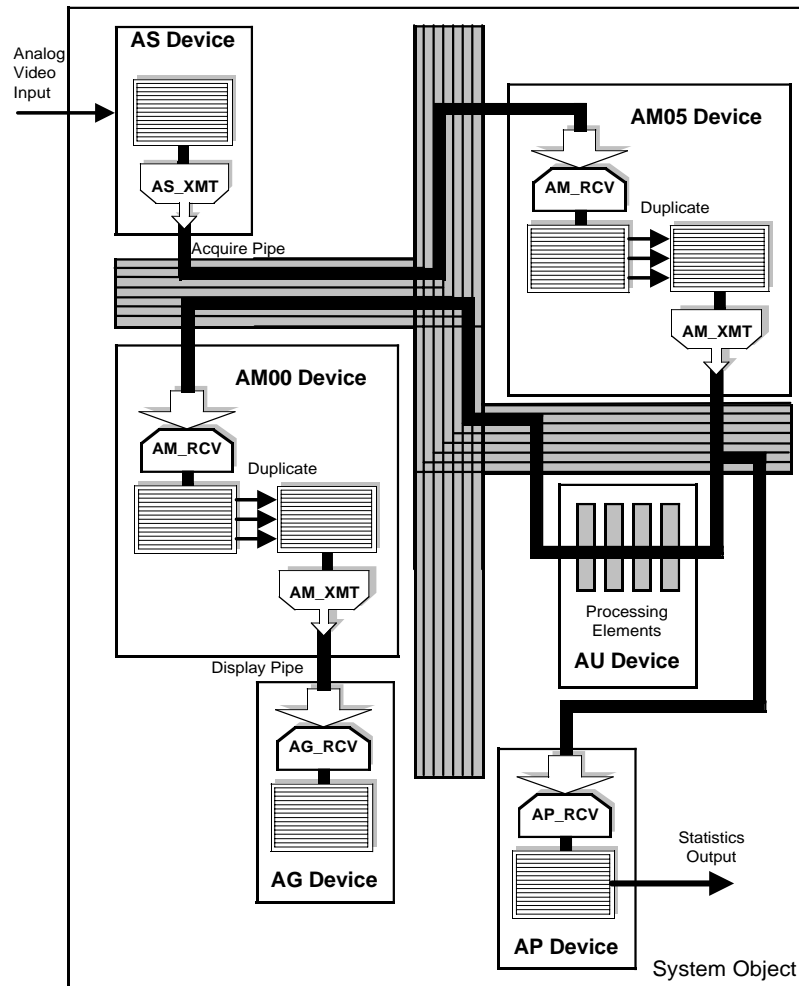 AS Device
Analog
Video
Input
AS_XMT
Acquire Pipe
AM05 Device
AM_RCV
Duplicate
AM_XMT
AM00 Device
AM_RCV
Duplicate
AM_XMT
Display Pipe
Processing
Elements
AU Device
AG_RCV
AG Device
AP_RCV
Statistics
Output
AP Device
System Object